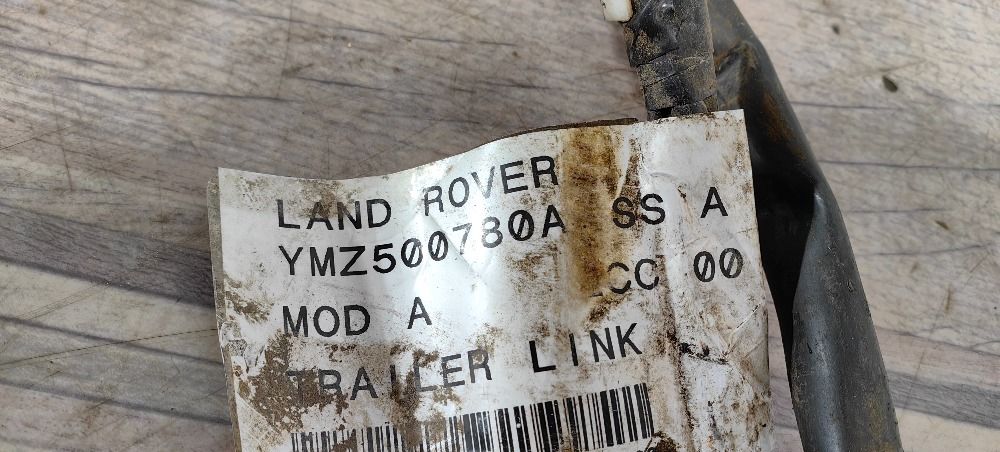 LAND ROVER
YMZ500780A SS A
MOD A CC 00
TRAILER LINK